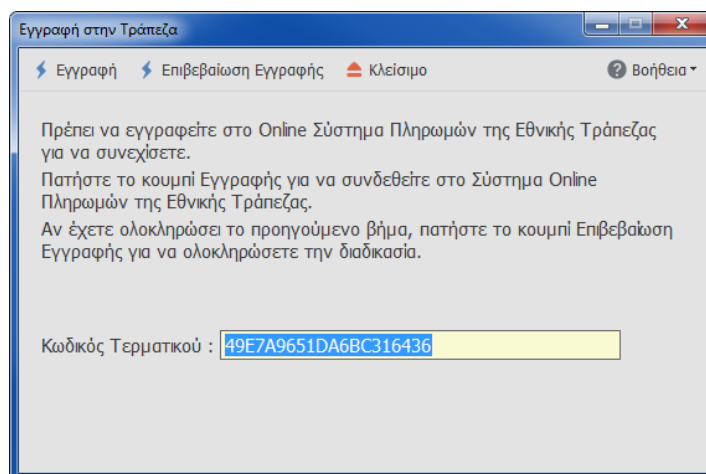 Εγγραφή στην Τράπεζα
Εγγραφή Επιβεβαίωση Εγγραφής Κλείσιμο Βοήθεια
Πρέπει να εγγραφείτε στο Online Σύστημα Πληρωμών της Εθνικής Τράπεζας
για να συνεχίσετε.
Πατήστε το κουμπί Εγγραφής για να συνδεθείτε στο Σύστημα Online
Πληρωμών της Εθνικής Τράπεζας.
Αν έχετε ολοκληρώσει το προηγούμενο βήμα, πατήστε το κουμπί Επιβεβαίωση
Εγγραφής για να ολοκληρώσετε την διαδικασία.
Κωδικός Τερματικού : 49E7A9651DA6BC316436